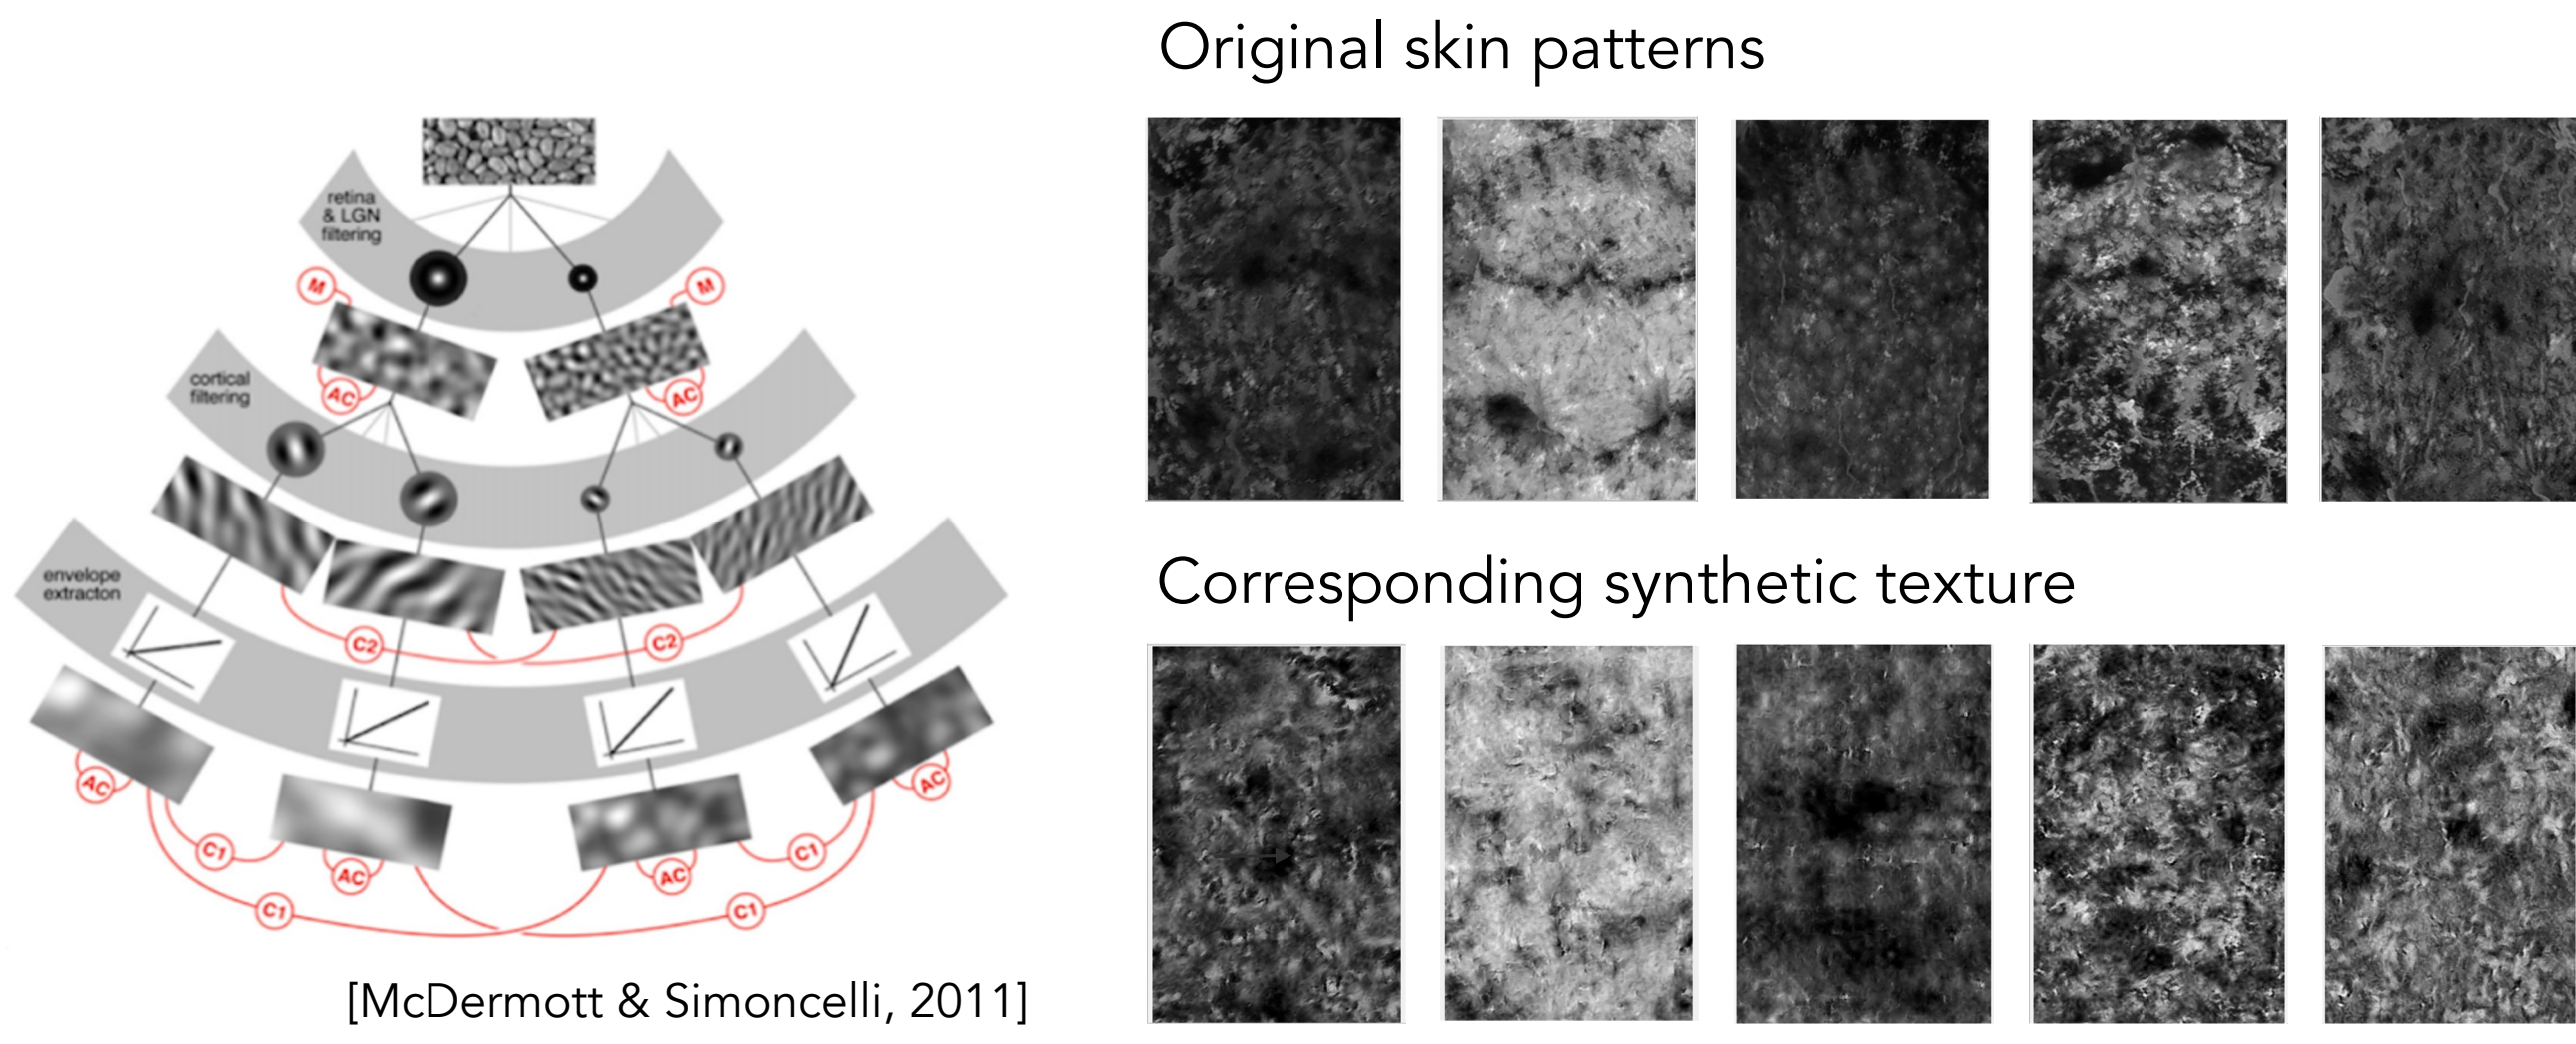 Original skin patterns
retina
& LGN
filtering
M
M
cortical
filtering
AC
AC
Corresponding synthetic texture
envelope
extracton
C2
C2
AC
AC
C1
C1
AC
AC
C1
C1
[McDermott & Simoncelli, 2011]